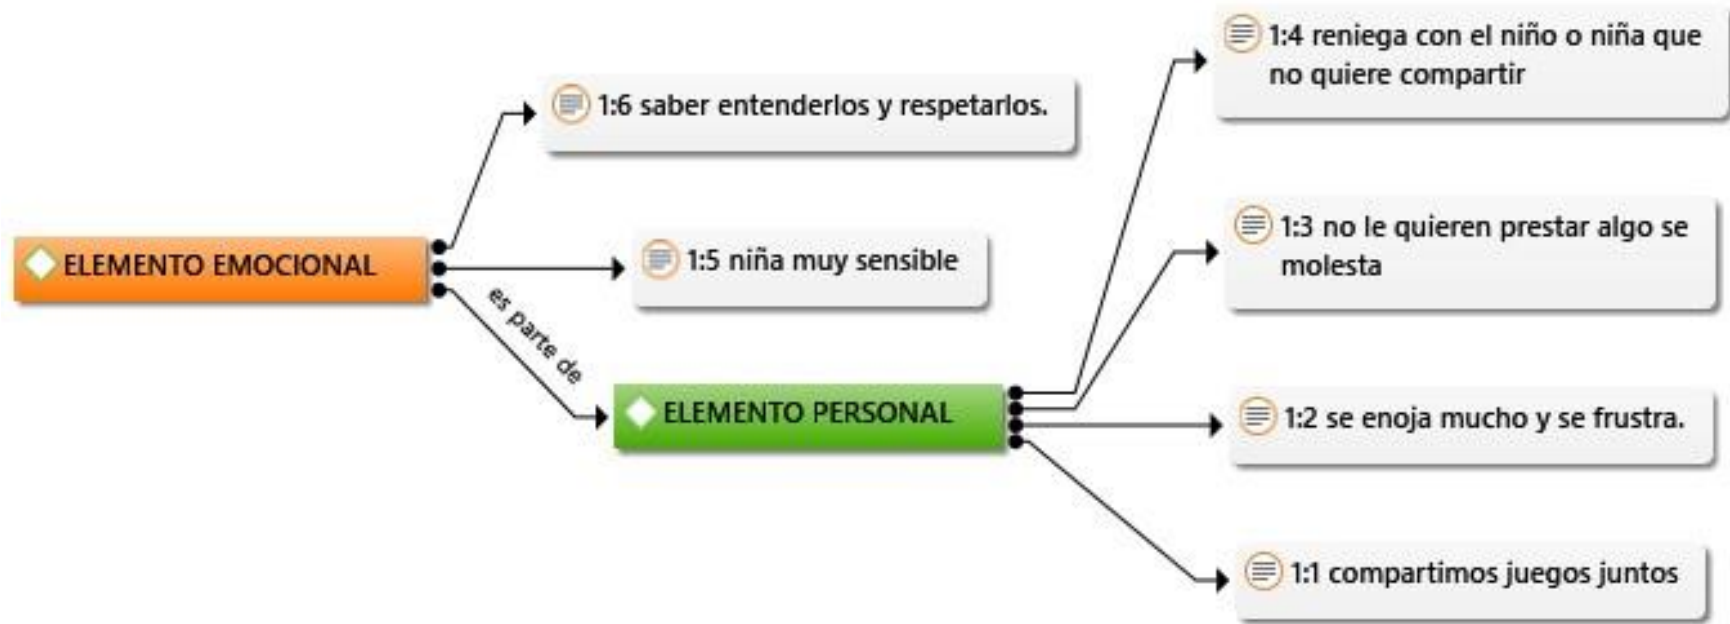 1:4 reniega con el niño o niña que
no quiere compartir
1:6 saber entenderlos y respetarlos.
1:3 no le quieren prestar algo se
molesta
ELEMENTO EMOCIONAL
1:5 niña muy sensible
es parte de
ELEMENTO PERSONAL
1:2 se enoja mucho y se frustra.
1:1 compartimos juegos juntos